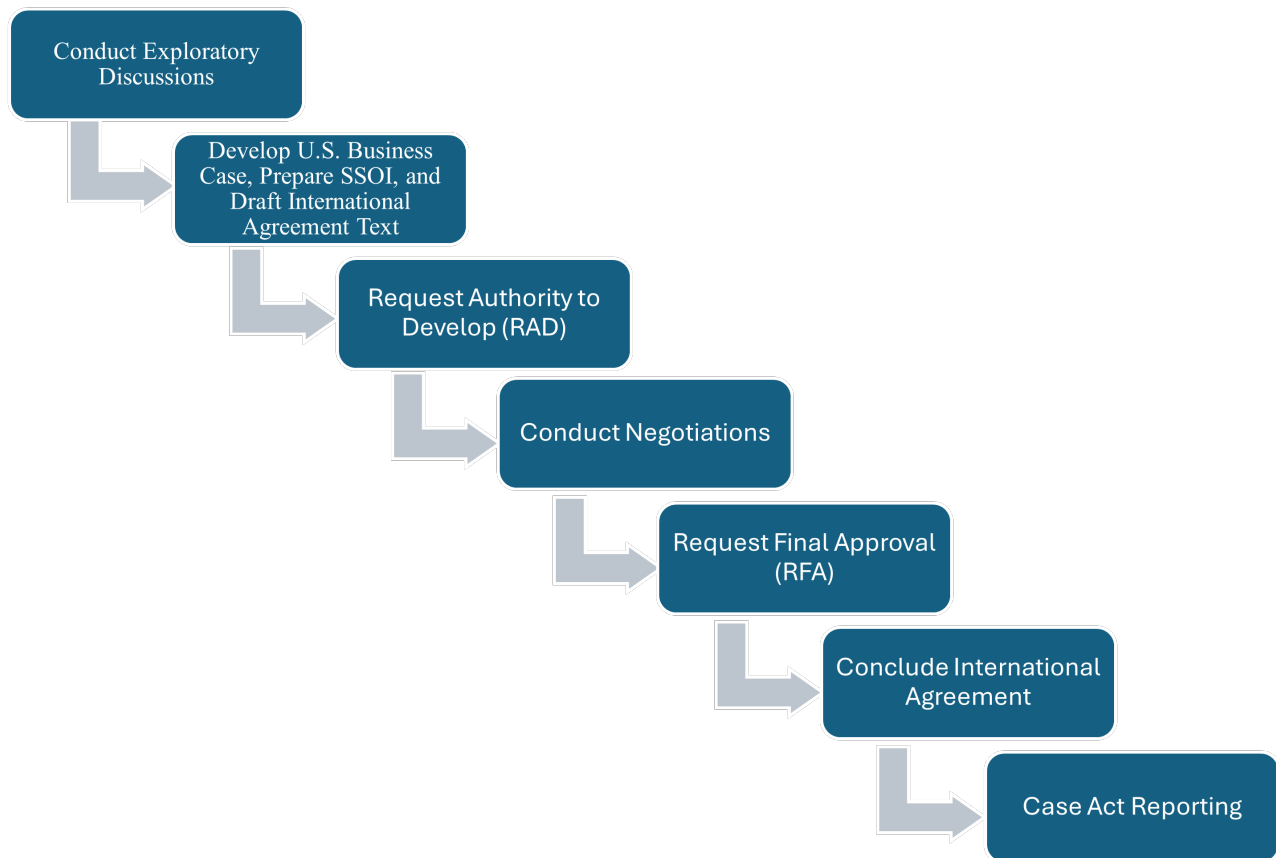 Conduct Exploratory
Discussions
Develop U.S. Business
Case, Prepare SSOI, and
Draft International
Agreement Text
Request Authority to
Develop (RAD)
Conduct Negotiations
Request Final Approval
(RFA)
Conclude International
Agreement
Case Act Reporting